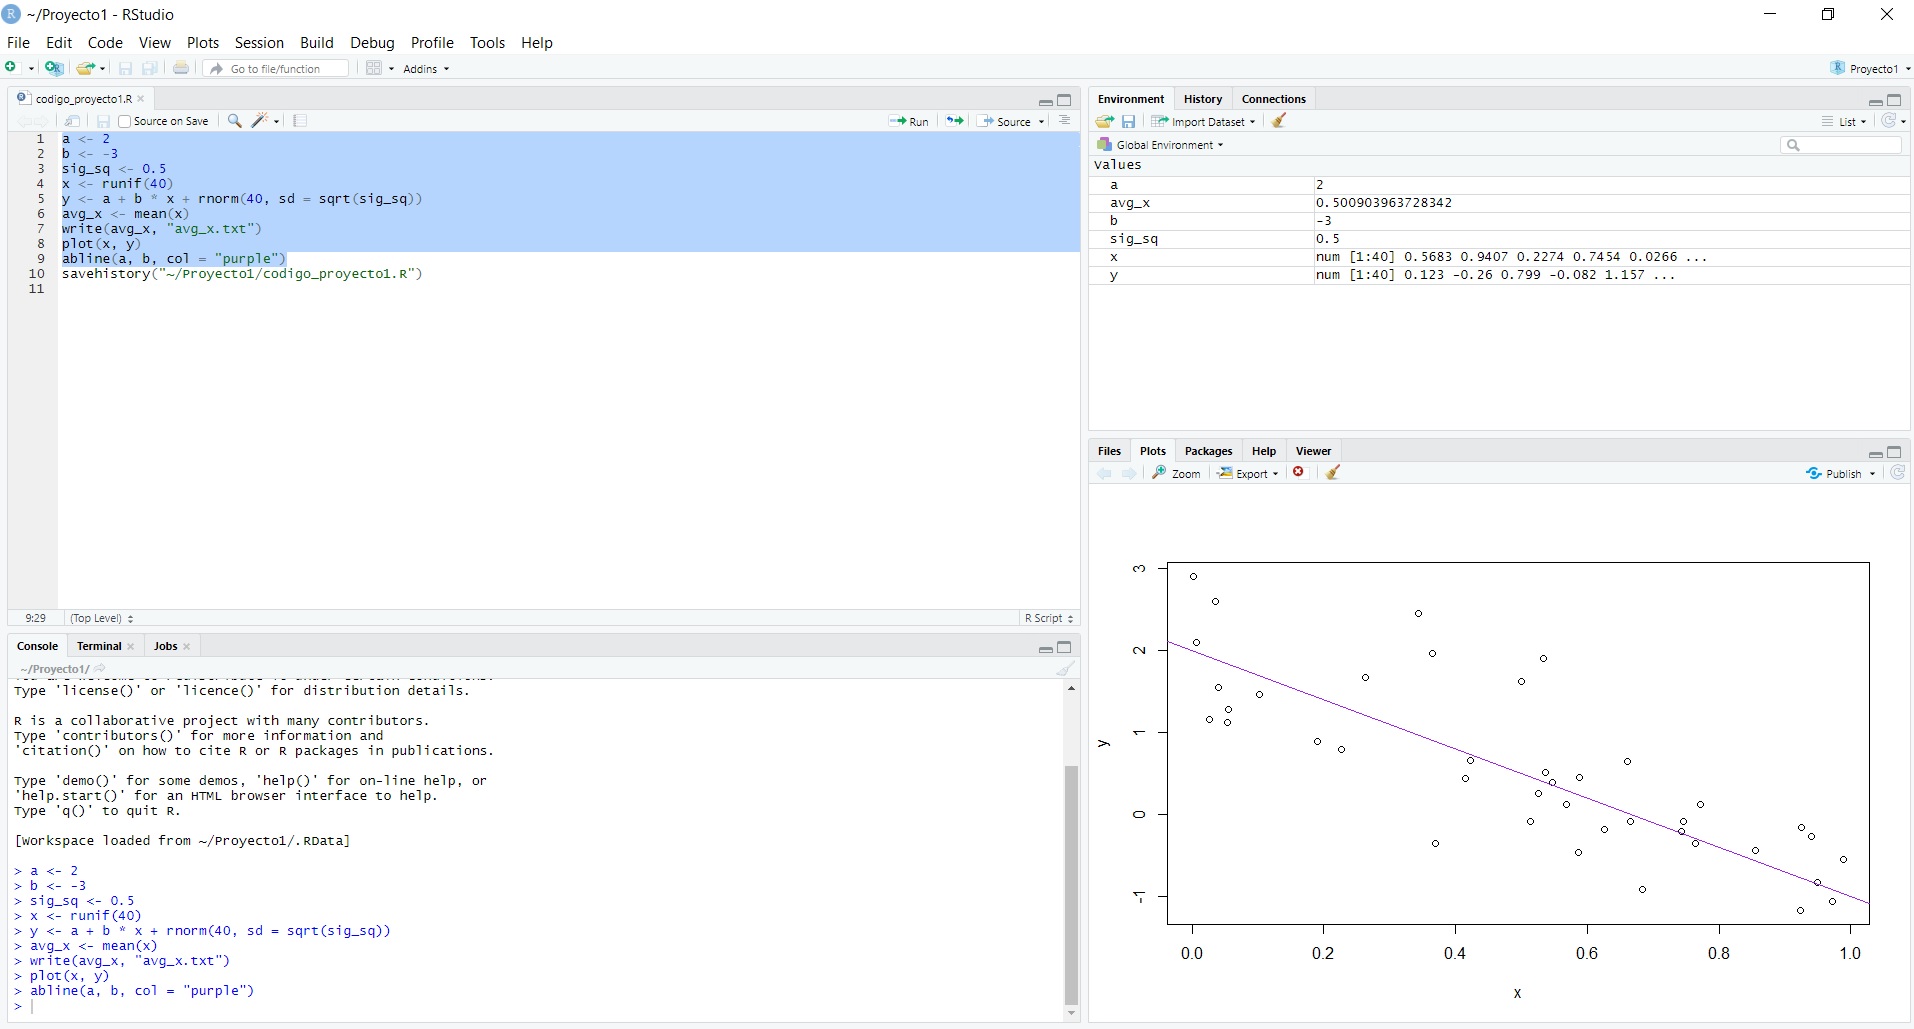 ~/Proyecto1 - RStudio
File Edit Code View Plots Session Build Debug Profile Tools Help
Go to file/function Addins Proyecto1
codigo_proyecto1.R
Source on Save Run Source
1 a <- 2
2 b <- -3
3 sig_sq <- 0.5
4 x <- runif(40)
5 y <- a + b * x + rnorm(40, sd = sqrt(sig_sq))
6 avg_x <- mean(x)
7 write(avg_x, "avg_x.txt")
8 plot(x, y)
9 abline(a, b, col = "purple")
10 savehistory("~/Proyecto1/codigo_proyecto1.R")
11
9:29 (Top Level) R Script
Console Terminal Jobs
~/Proyecto1/
Type 'license()' or 'licence()' for distribution details.
R is a collaborative project with many contributors.
Type 'contributors()' for more information and
'citation()' on how to cite R or R packages in publications.
Type 'demo()' for some demos, 'help()' for on-line help, or
'help.start()' for an HTML browser interface to help.
Type 'q()' to quit R.
[Workspace loaded from ~/Proyecto1/.RData]
> a <- 2
> b <- -3
> sig_sq <- 0.5
> x <- runif(40)
> y <- a + b * x + rnorm(40, sd = sqrt(sig_sq))
> avg_x <- mean(x)
> write(avg_x, "avg_x.txt")
> plot(x, y)
> abline(a, b, col = "purple")
>
Environment History Connections
Import Dataset List
Global Environment
Values
a 2
avg_x 0.500903963728342
b -3
sig_sq 0.5
x num [1:40] 0.5683 0.9407 0.2274 0.7454 0.0266 ...
y num [1:40] 0.123 -0.26 0.799 -0.082 1.157 ...
Files Plots Packages Help Viewer
Zoom Export Publish
3
2
1
0
-1
y
0.0 0.2 0.4 0.6 0.8 1.0
x